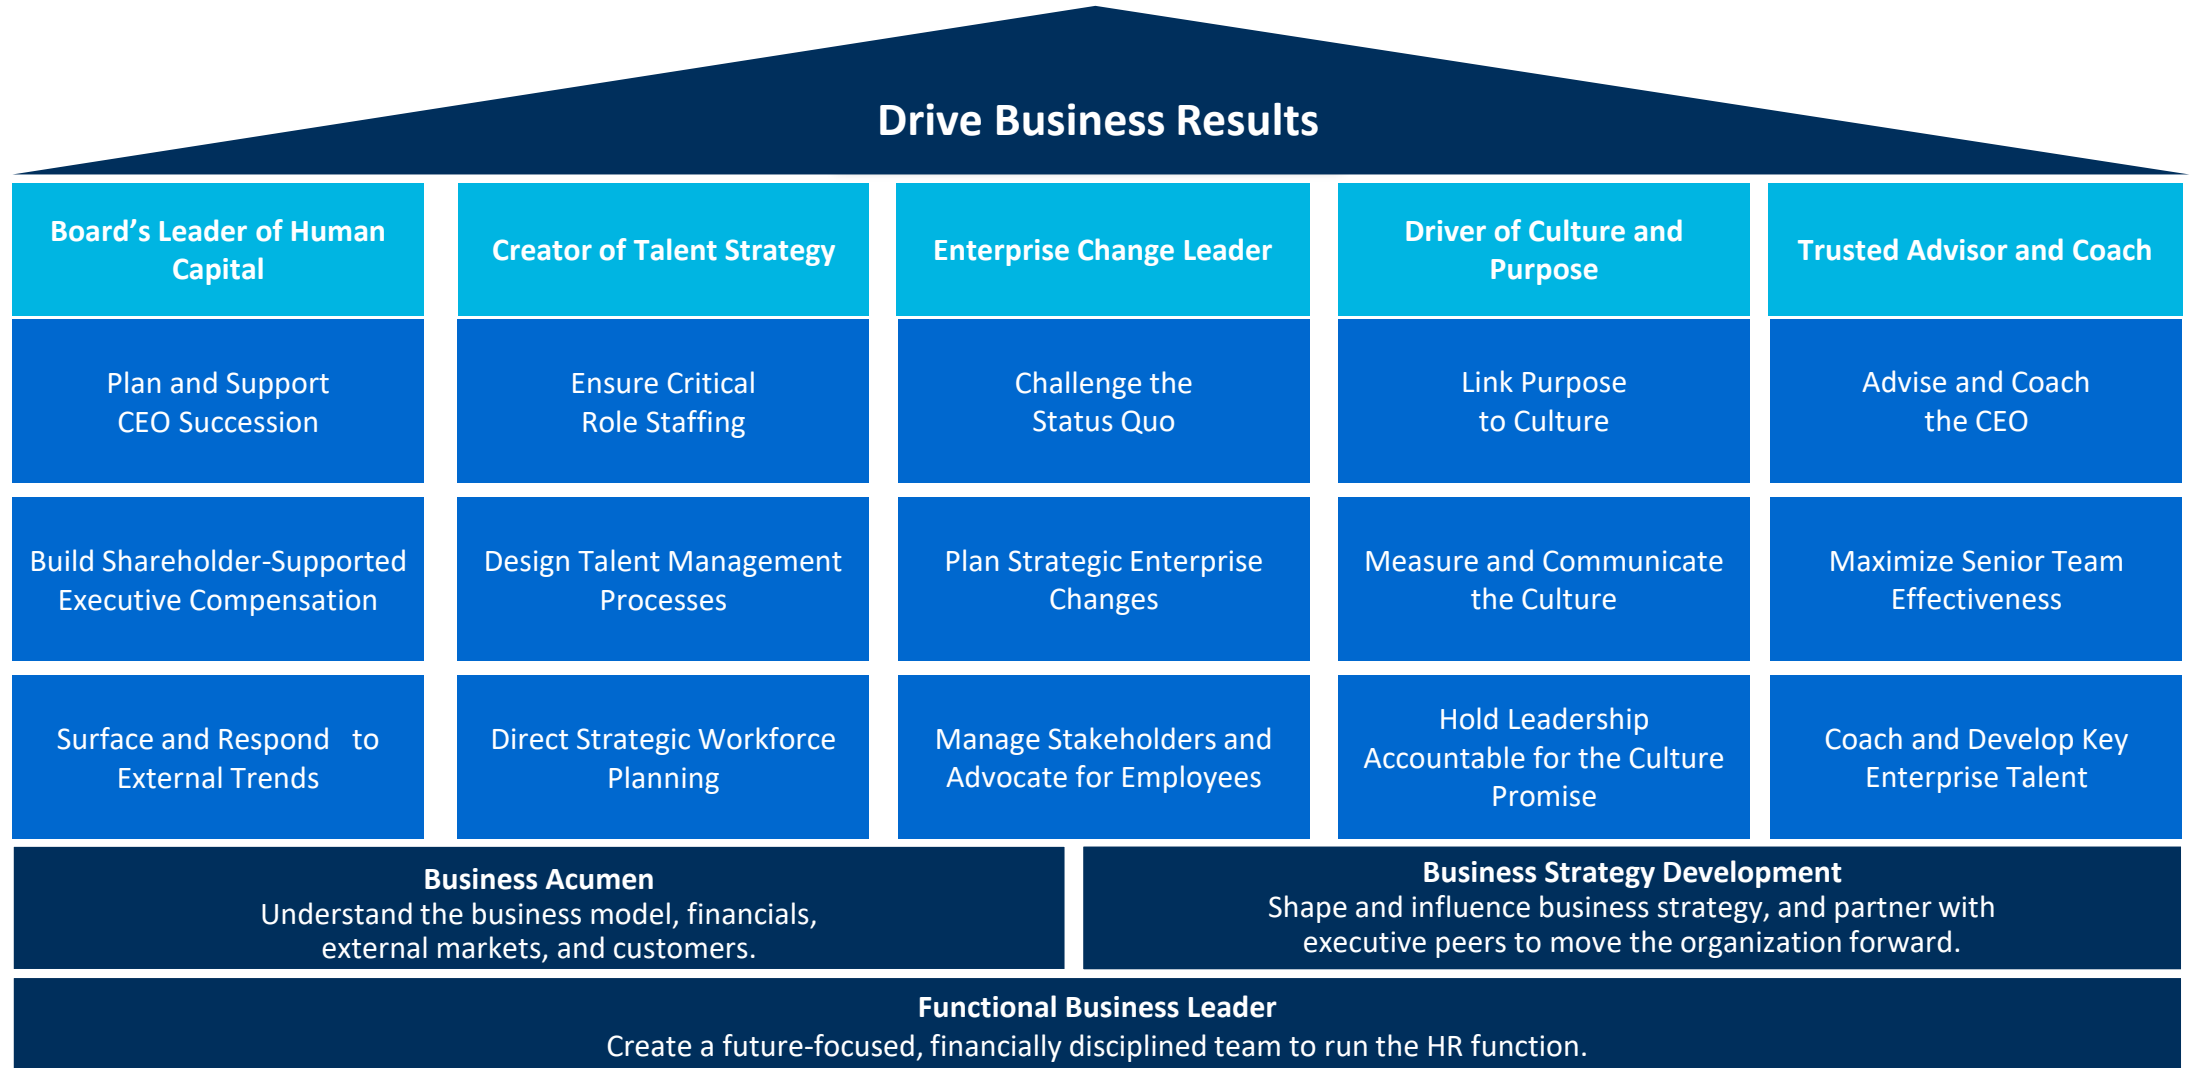 Drive Business Results
Board’s Leader of Human
Capital
Creator of Talent Strategy
Enterprise Change Leader
Driver of Culture and
Purpose
Trusted Advisor and Coach
Plan and Support
CEO Succession
Ensure Critical
Role Staffing
Challenge the
Status Quo
Link Purpose
to Culture
Advise and Coach
the CEO
Build Shareholder-Supported
Executive Compensation
Design Talent Management
Processes
Plan Strategic Enterprise
Changes
Measure and Communicate
the Culture
Maximize Senior Team
Effectiveness
Surface and Respond to
External Trends
Direct Strategic Workforce
Planning
Manage Stakeholders and
Advocate for Employees
Hold Leadership
Accountable for the Culture
Promise
Coach and Develop Key
Enterprise Talent
Business Acumen
Understand the business model, financials,
external markets, and customers.
Business Strategy Development
Shape and influence business strategy, and partner with
executive peers to move the organization forward.
Functional Business Leader
Create a future-focused, financially disciplined team to run the HR function.